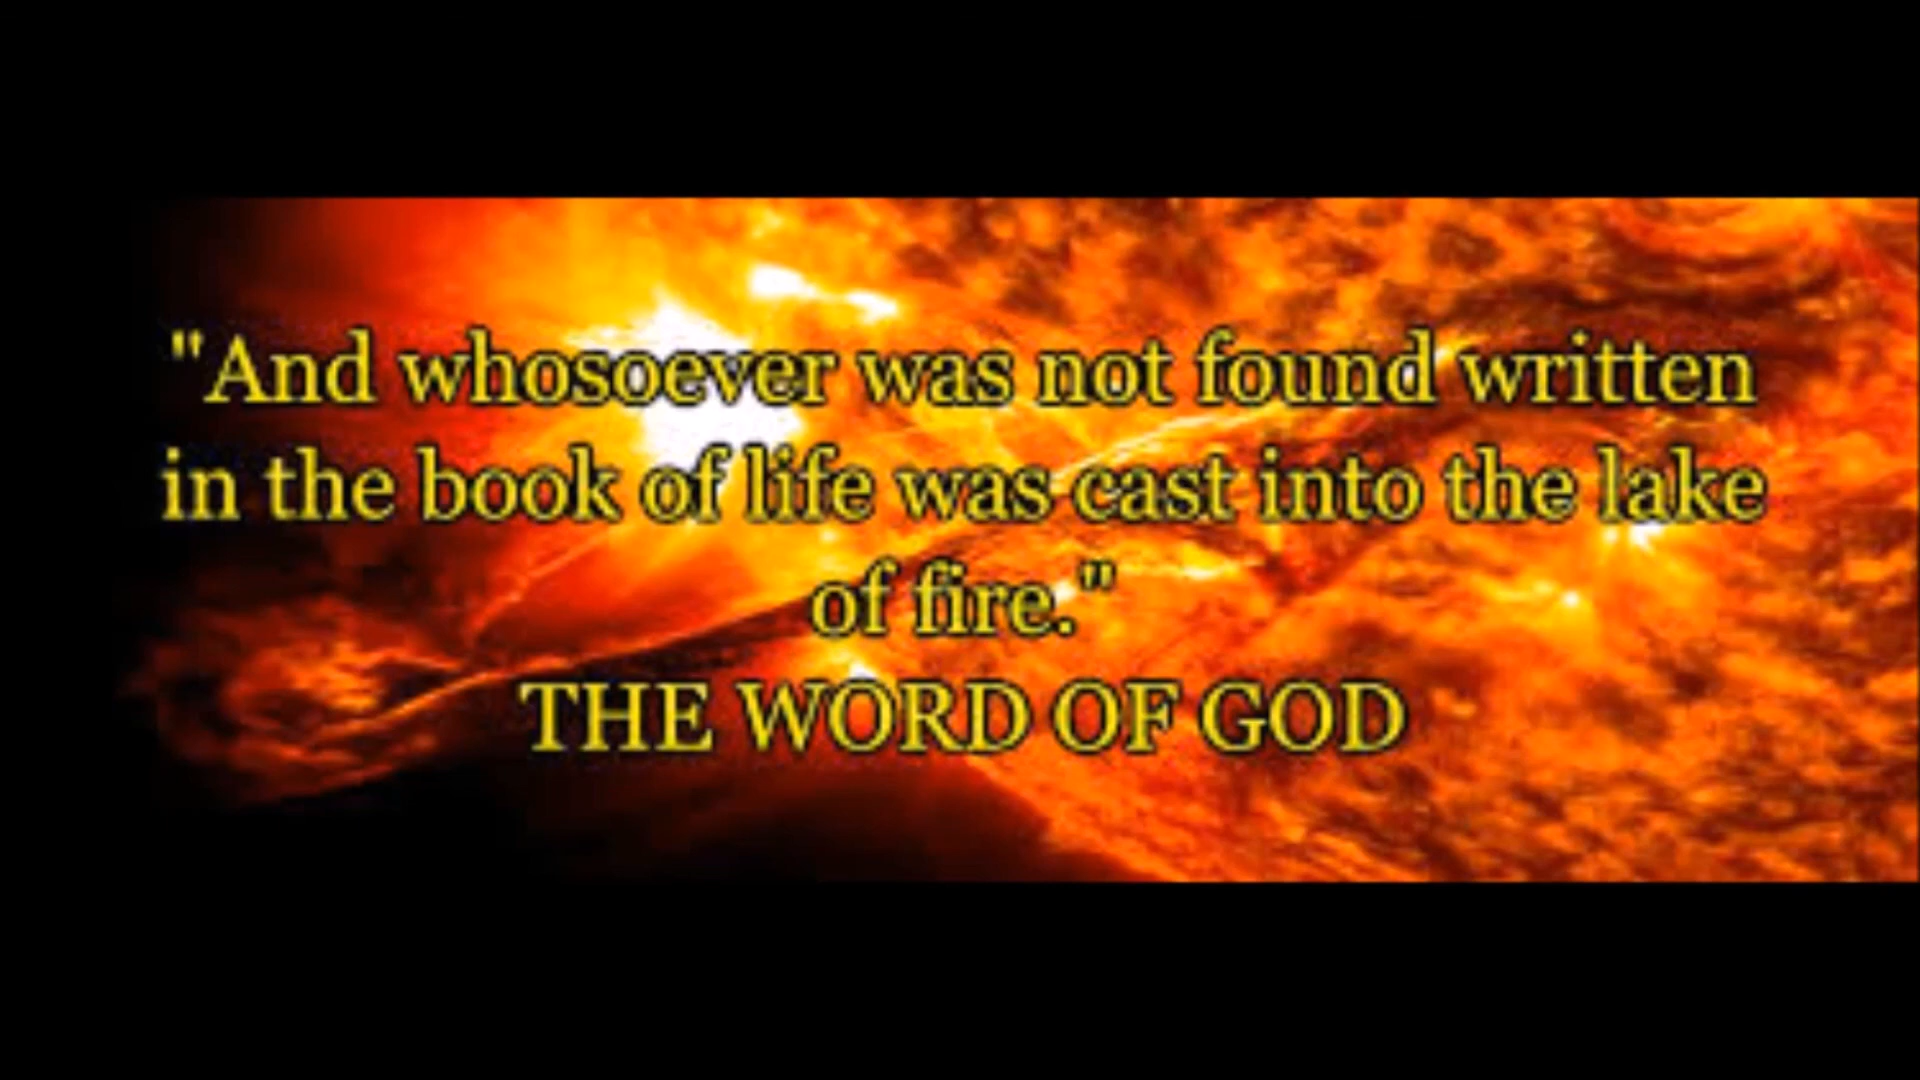 "And whosoever was not found written
in the book of life was cast into the lake
of fire."
THE WORD OF GOD